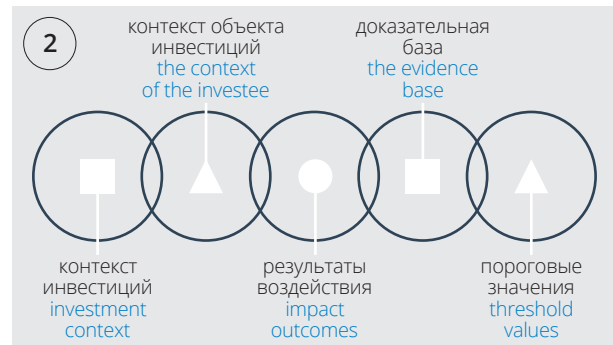 2
контекст объекта
инвестиций
the context
of the investee
доказательная
база
the evidence
base
контекст
инвестиций
investment
context
результаты
воздействия
impact
outcomes
пороговые
значения
threshold
values